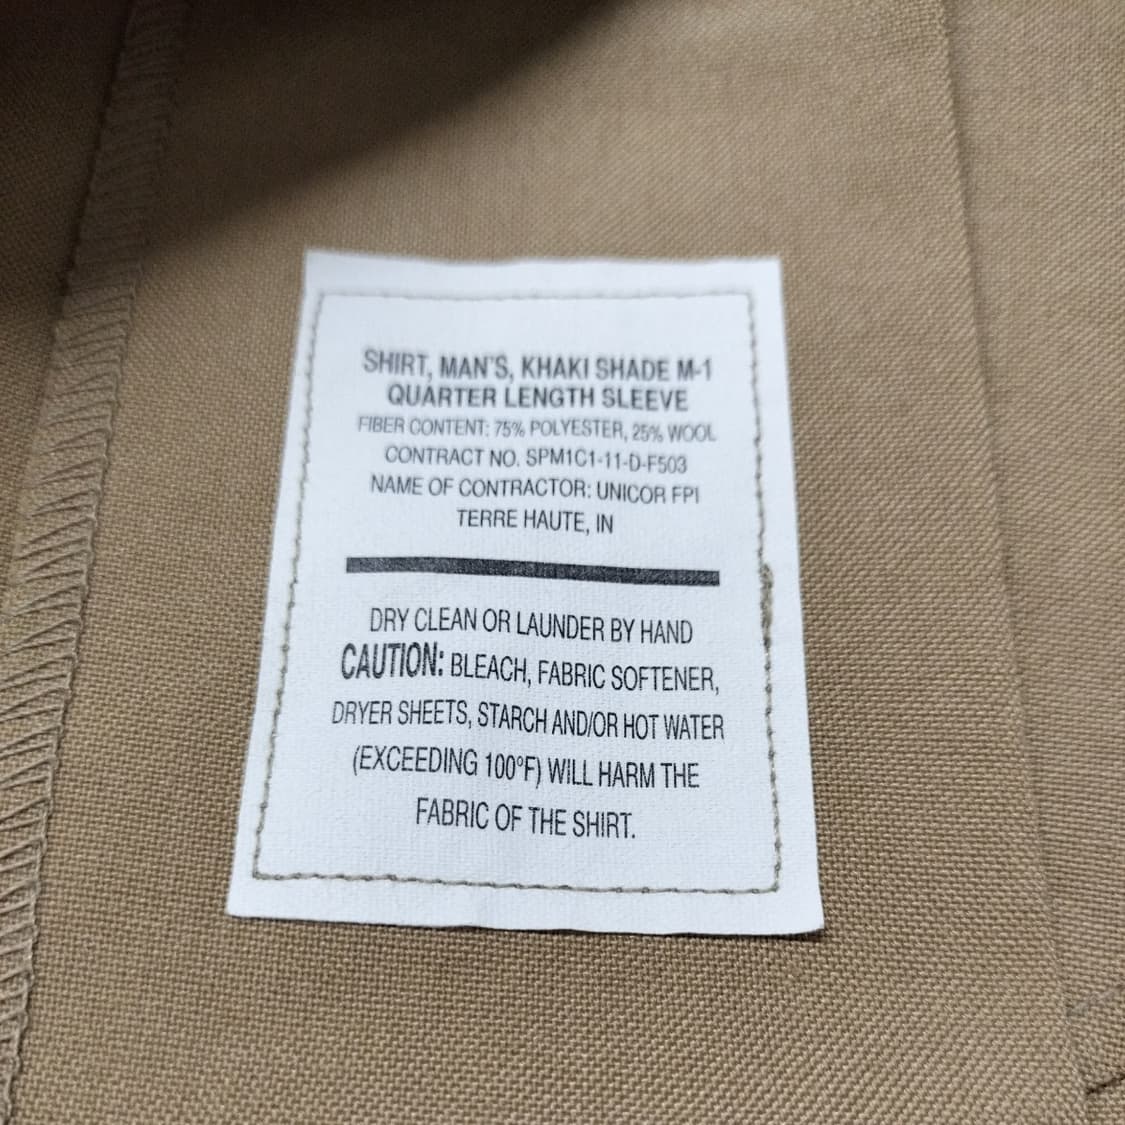 SHIRT, MAN'S, KHAKI SHADE M-1
QUARTER LENGTH SLEEVE
FIBER CONTENT: 75% POLYESTER, 25% WOOL
CONTRACT NO. SPM1C1-11-D-F503
NAME OF CONTRACTOR: UNICOR FPI
TERRE HAUTE, IN
DRY CLEAN OR LAUNDER BY HAND
CAUTION: BLEACH, FABRIC SOFTENER,
DRYER SHEETS, STARCH AND/OR HOT WATER
(EXCEEDING 100°F) WILL HARM THE
FABRIC OF THE SHIRT.